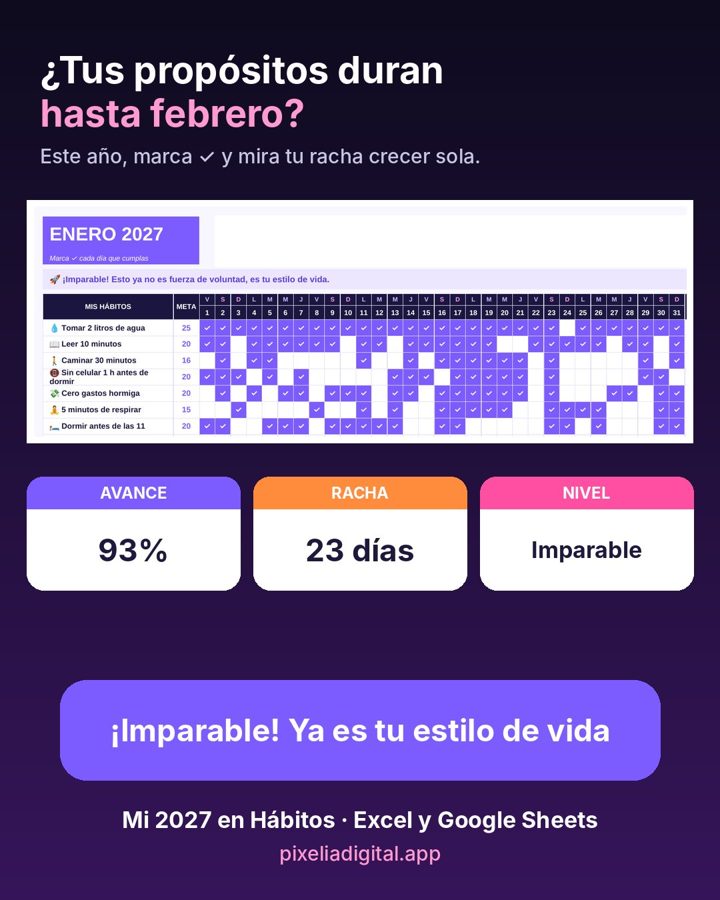 ¿Tus propósitos duran
hasta febrero?
Este año, marca ✓ y mira tu racha crecer sola.
ENERO 2027
Marca ✓ cada día que cumplas
🚀 ¡Imparable! Esto ya no es fuerza de voluntad, es tu estilo de vida.
MIS HÁBITOS META V S D L M M J V S D L M M J V S D L M M J V S D L M M J V S D
1 2 3 4 5 6 7 8 9 10 11 12 13 14 15 16 17 18 19 20 21 22 23 24 25 26 27 28 29 30 31
💧 Tomar 2 litros de agua 25
📖 Leer 10 minutos 20
🚶 Caminar 30 minutos 16
📵 Sin celular 1 h antes de
dormir 20
💸 Cero gastos hormiga 20
🧘 5 minutos de respirar 15
🛏️ Dormir antes de las 11 20
AVANCE RACHA NIVEL
93% 23 días Imparable
¡Imparable! Ya es tu estilo de vida
Mi 2027 en Hábitos · Excel y Google Sheets
pixeliadigital.app